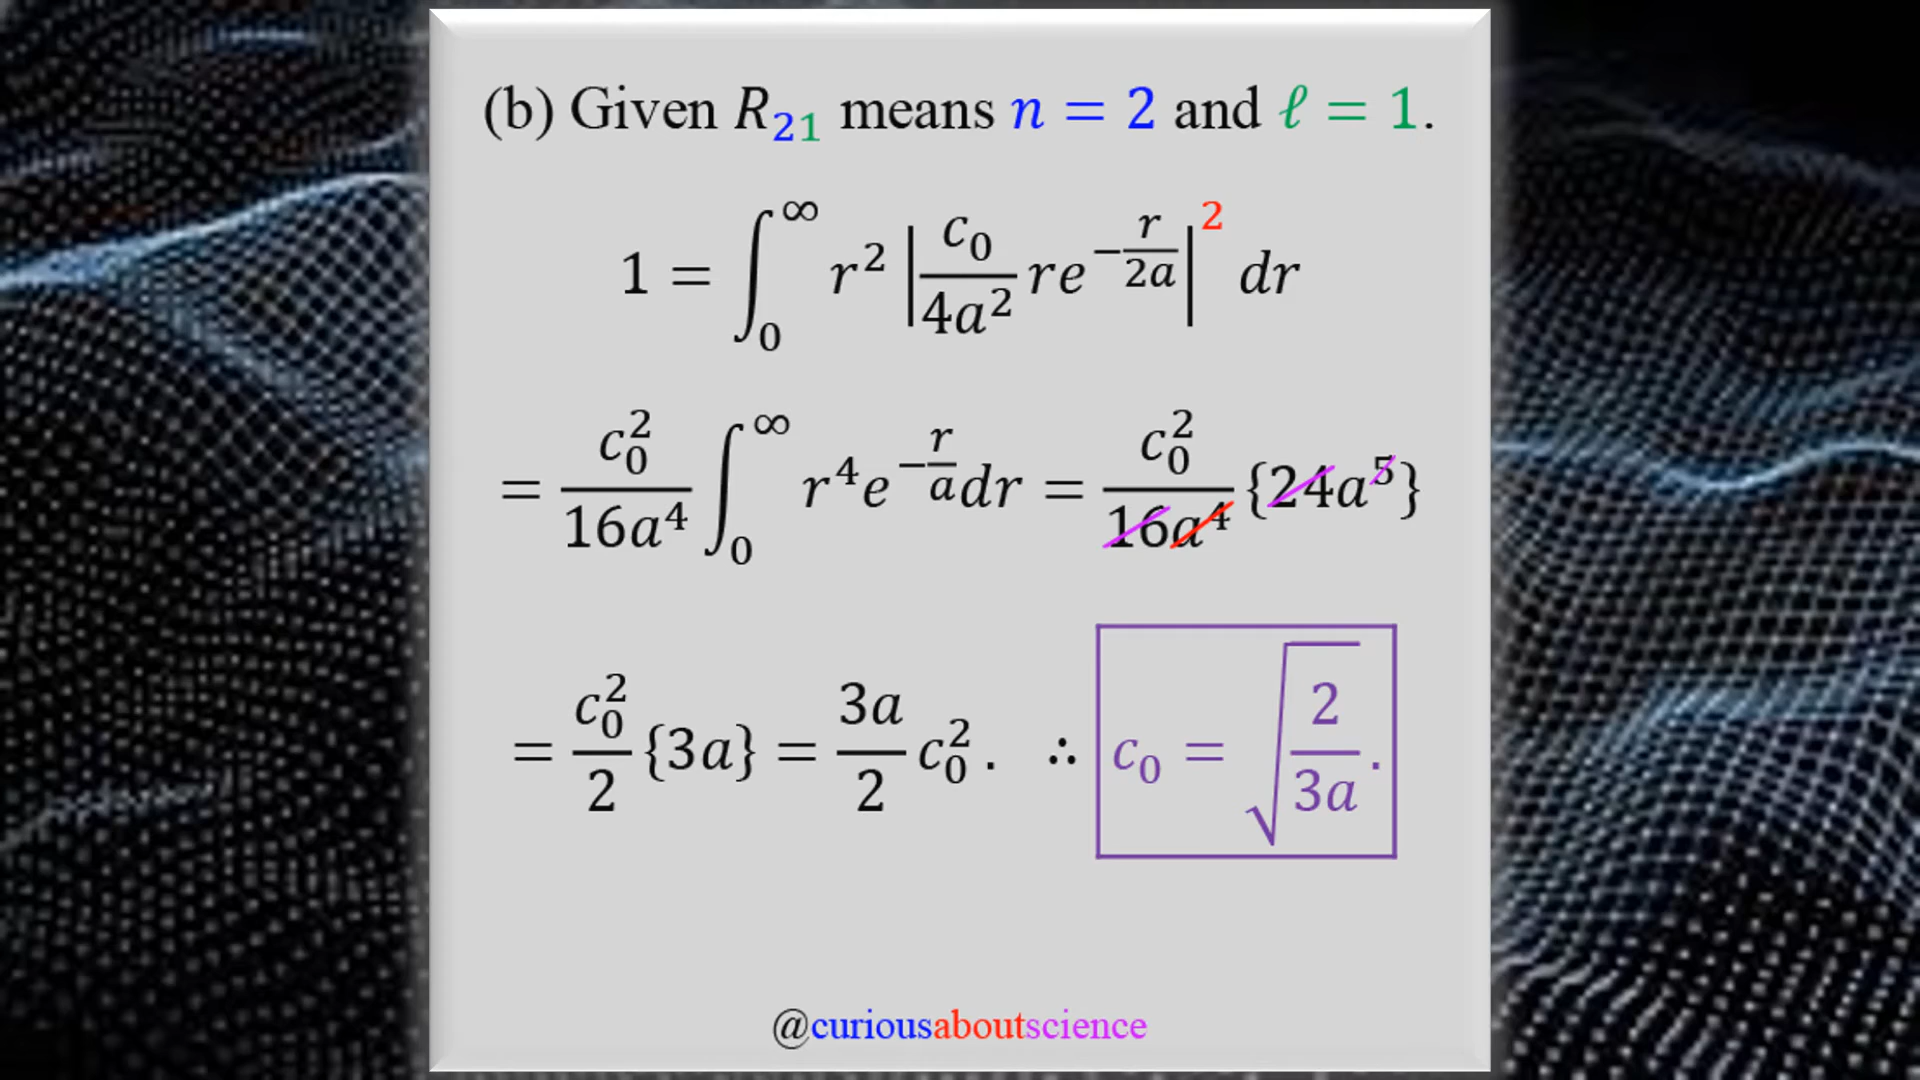 (b) Given R₂₁ means n = 2 and ℓ = 1.
1 = ∫₀^∞ r² |c₀/(4a²) re^(−r/(2a))|² dr
= c₀²/(16a⁴) ∫₀^∞ r⁴e^(−r/a)dr = c₀²/(16a⁴) {24a⁵}
= c₀²/2 {3a} = 3a/2 c₀². ∴ c₀ = √(2/(3a)).
@curiousaboutscience